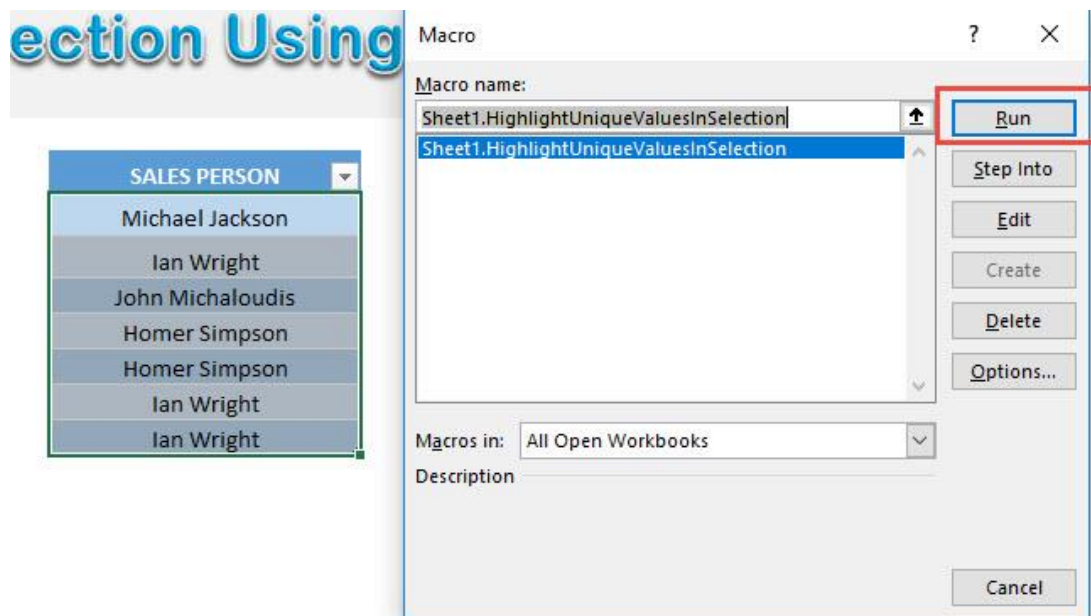 ection Using
SALES PERSON
Michael Jackson
Ian Wright
John Michaloudis
Homer Simpson
Homer Simpson
Ian Wright
Ian Wright
Macro
?
Macro name:
Sheet1.HighlightUniqueValuesInSelection
Sheet1.HighlightUniqueValuesInSelection
Run
Step Into
Edit
Create
Delete
Options...
Macros in: All Open Workbooks
Description
Cancel